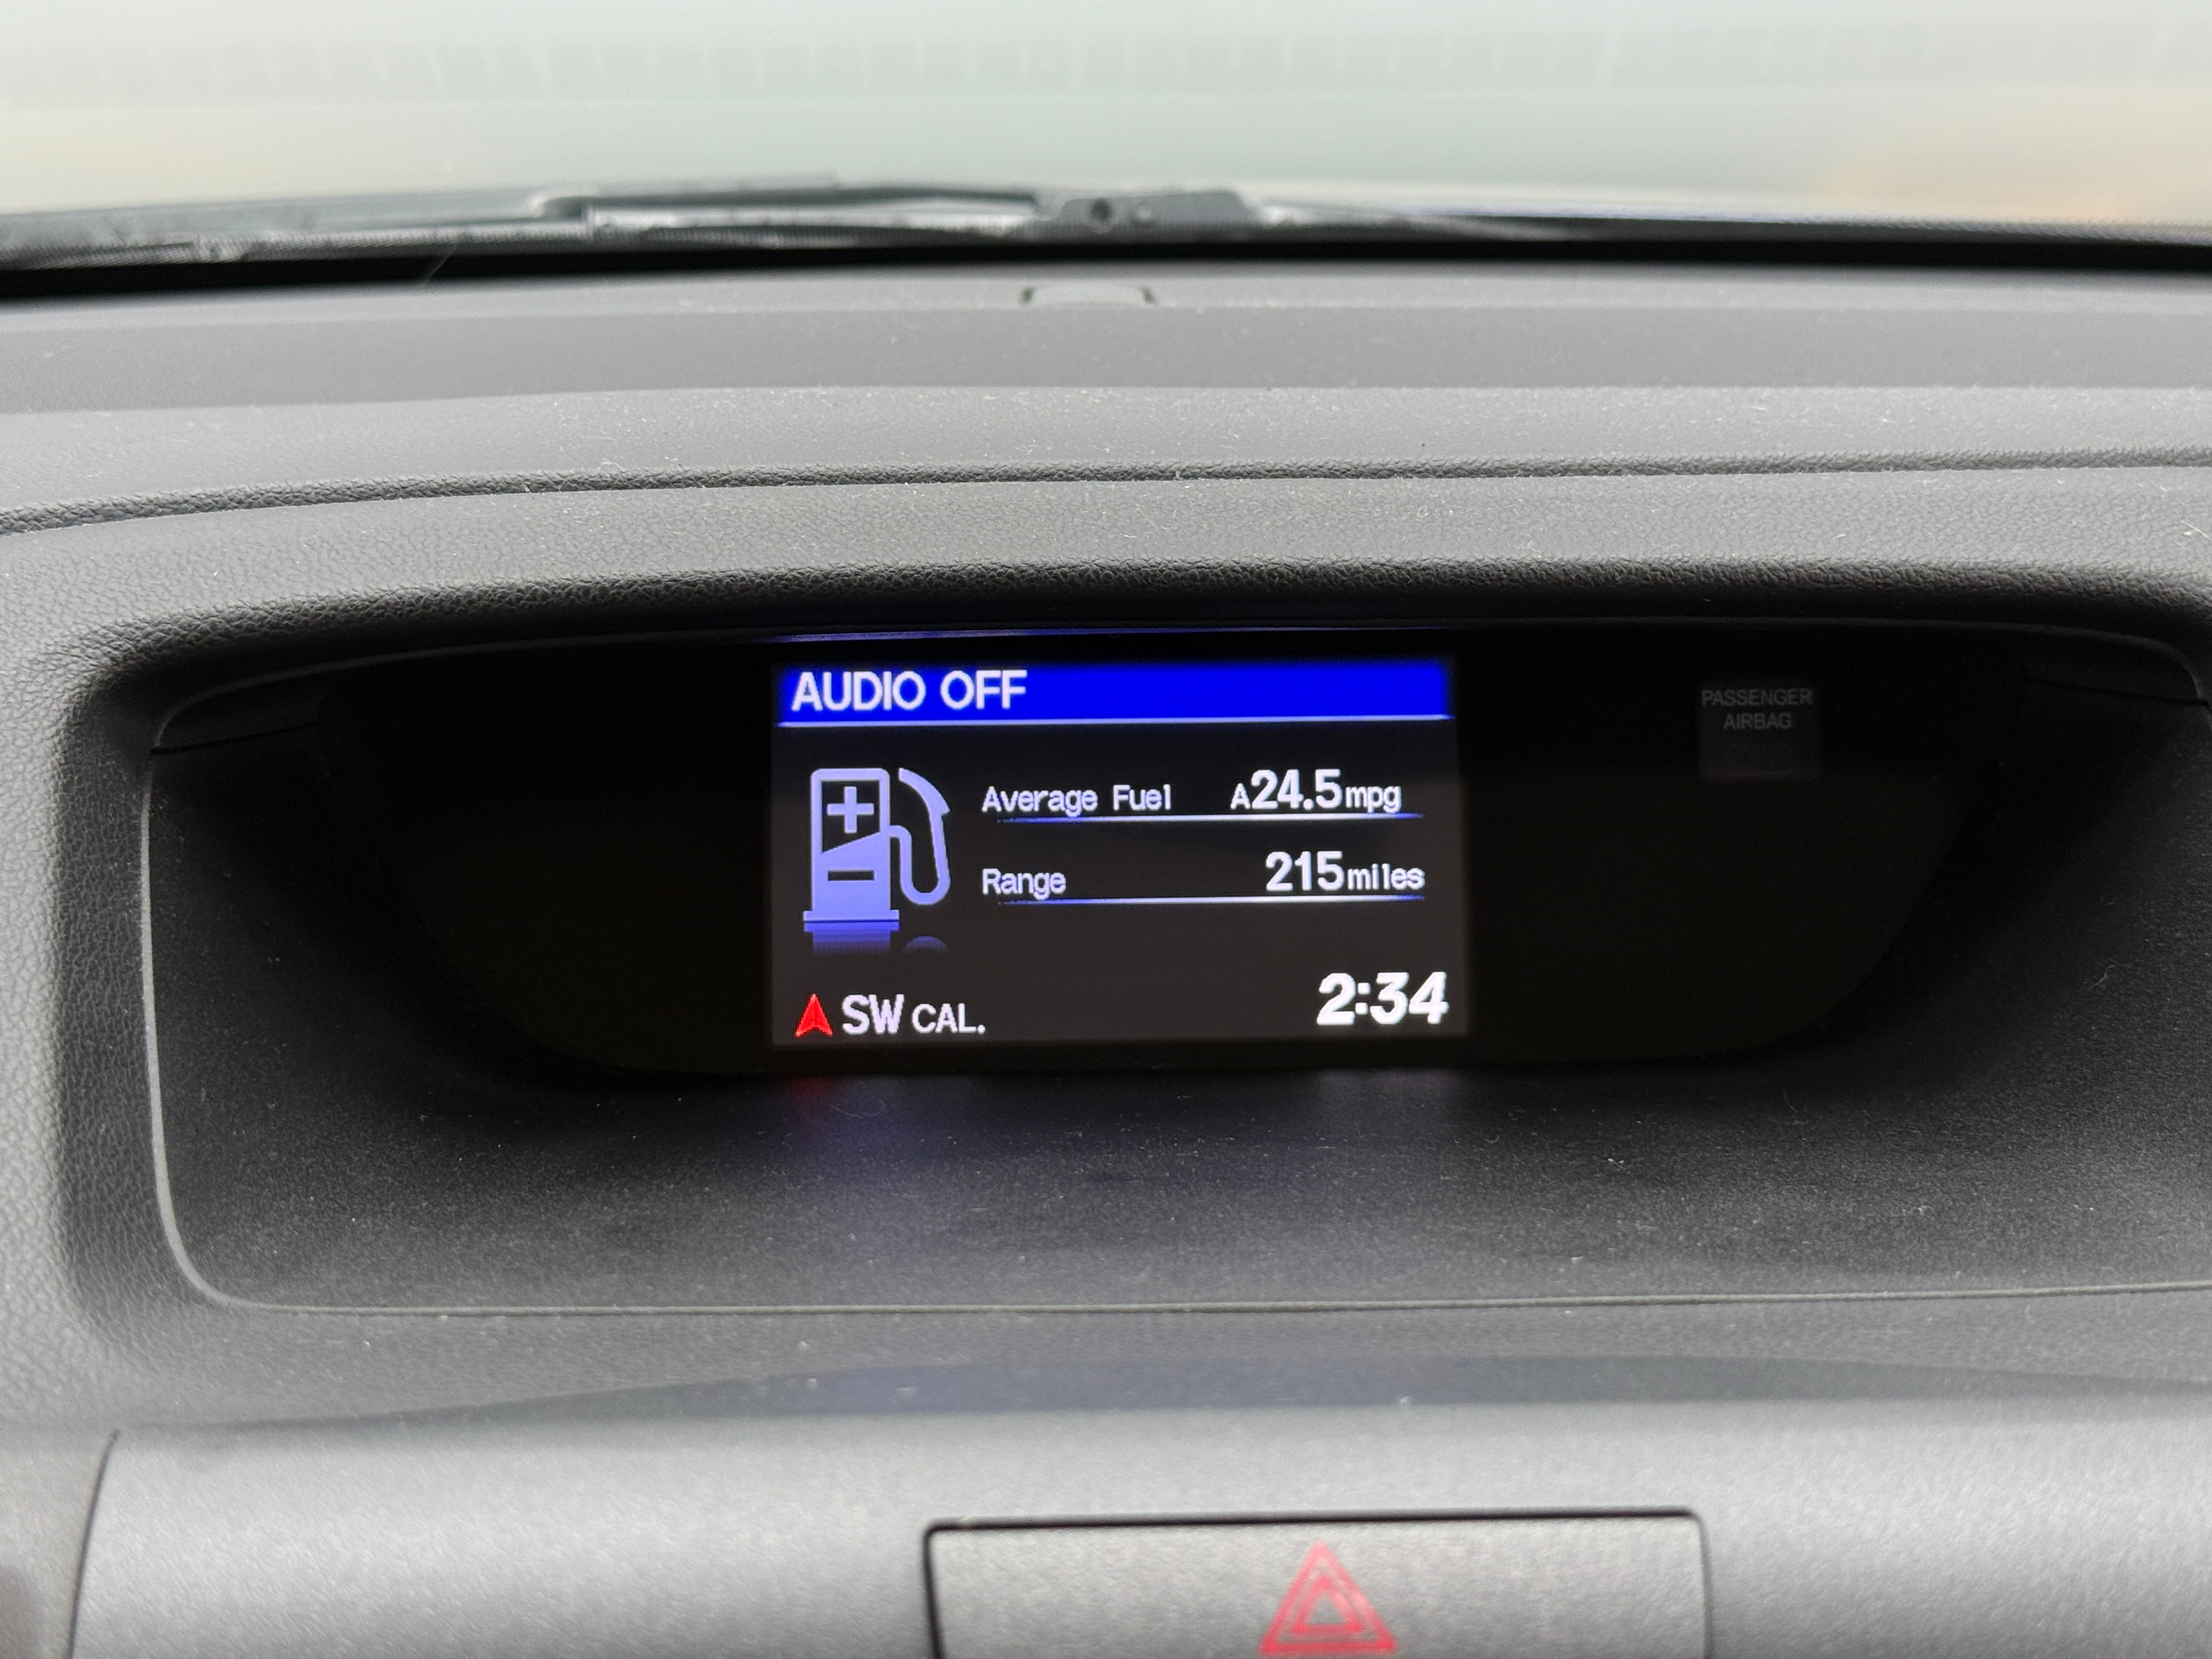 AUDIO OFF
Average Fuel A24.5mpg
Range 215miles
SW CAL. 2:34
PASSENGER
AIRBAG